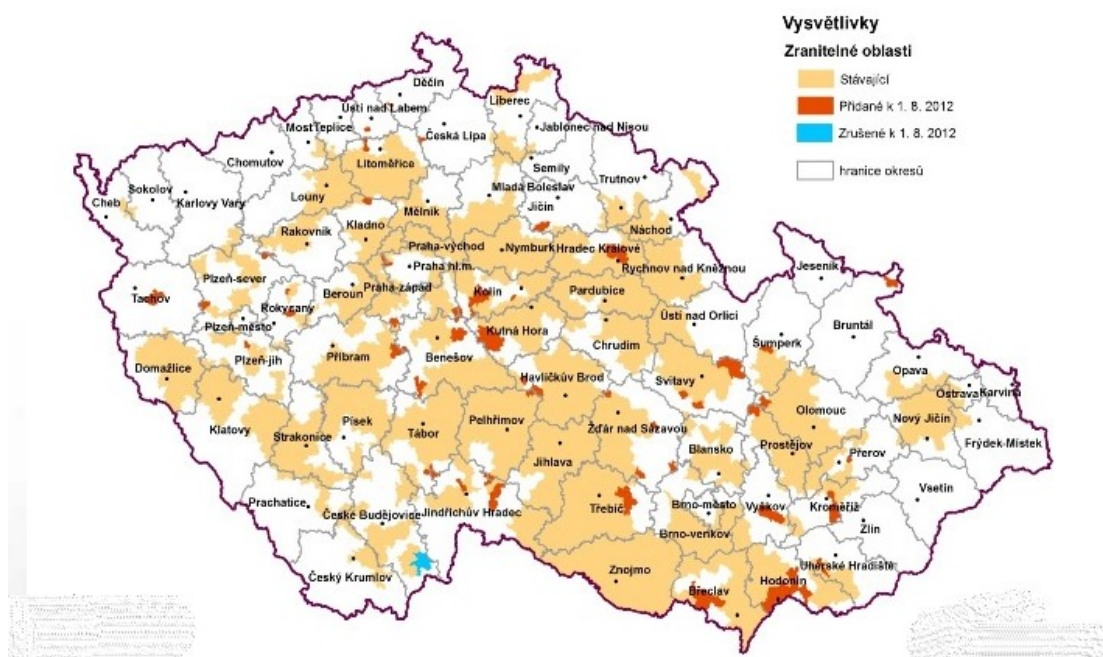 Vysvětlivky
Zranitelné oblasti
Stávající
Přidané k 1. 8. 2012
Zrušené k 1. 8. 2012
hranice okresů
Děčín
Liberec
Ústí nad Labem
Jablonec nad Nisou
Most
Teplice
Česká Lípa
Chomutov
Litoměřice
Semily
Trutnov
Sokolov
Mladá Boleslav
Cheb
Karlovy Vary
Louny
Jičín
Mělník
Kladno
Náchod
Rakovník
Praha-východ
Nymburk
Hradec Králové
Praha hl.m.
Rychnov nad Kněžnou
Jeseník
Plzeň-sever
Praha-západ
Kolín
Pardubice
Tachov
Beroun
Rokycany
Ústí nad Orlicí
Bruntál
Plzeň-město
Kutná Hora
Šumperk
Chrudim
Příbram
Benešov
Plzeň-jih
Opava
Domažlice
Havlíčkův Brod
Svitavy
Ostrava
Karviná
Olomouc
Nový Jičín
Klatovy
Písek
Pelhřimov
Strakonice
Tábor
Žďár nad Sázavou
Frýdek-Místek
Blansko
Prostějov
Přerov
Jihlava
Vsetín
Prachatice
Třebíč
Brno-město
Vyškov
Kroměříž
České Budějovice
Jindřichův Hradec
Zlín
Brno-venkov
Uherské Hradiště
Český Krumlov
Znojmo
Hodonín
Břeclav